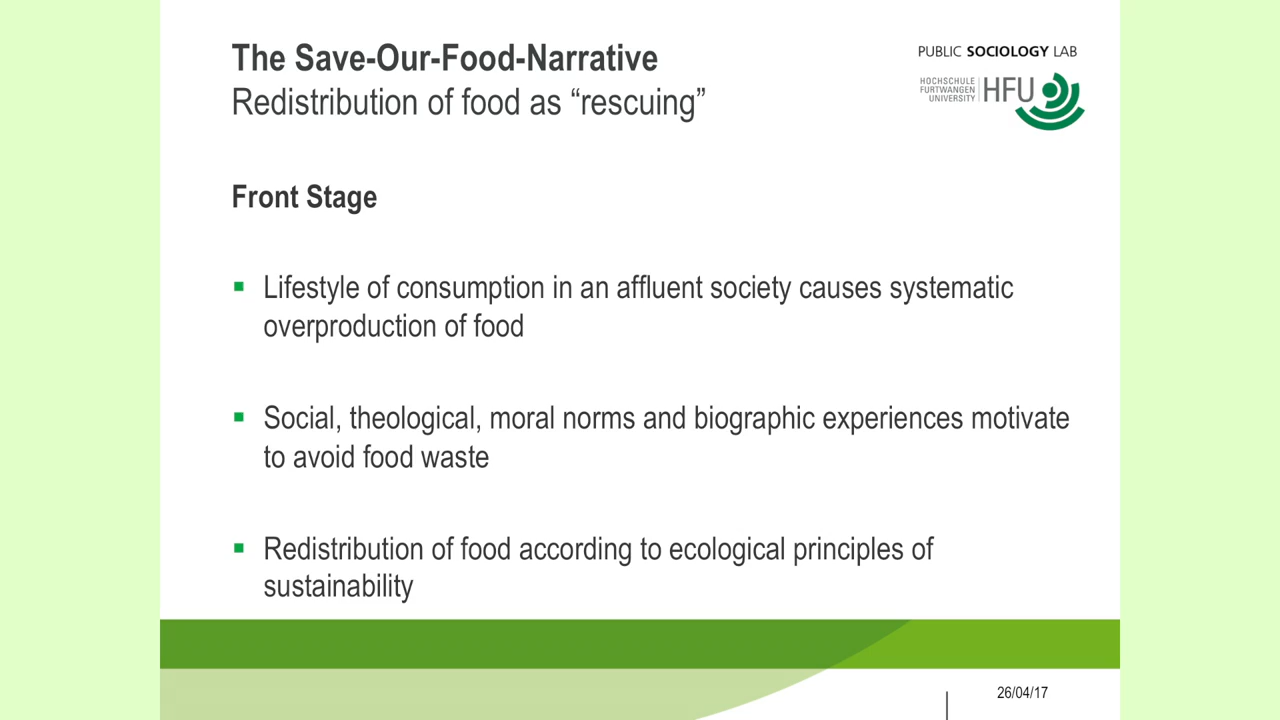 The Save-Our-Food-Narrative
Redistribution of food as “rescuing”
PUBLIC SOCIOLOGY LAB
HOCHSCHULE
FURTWANGEN
UNIVERSITY
HFU
Front Stage
Lifestyle of consumption in an affluent society causes systematic
overproduction of food
Social, theological, moral norms and biographic experiences motivate
to avoid food waste
Redistribution of food according to ecological principles of
sustainability
26/04/17